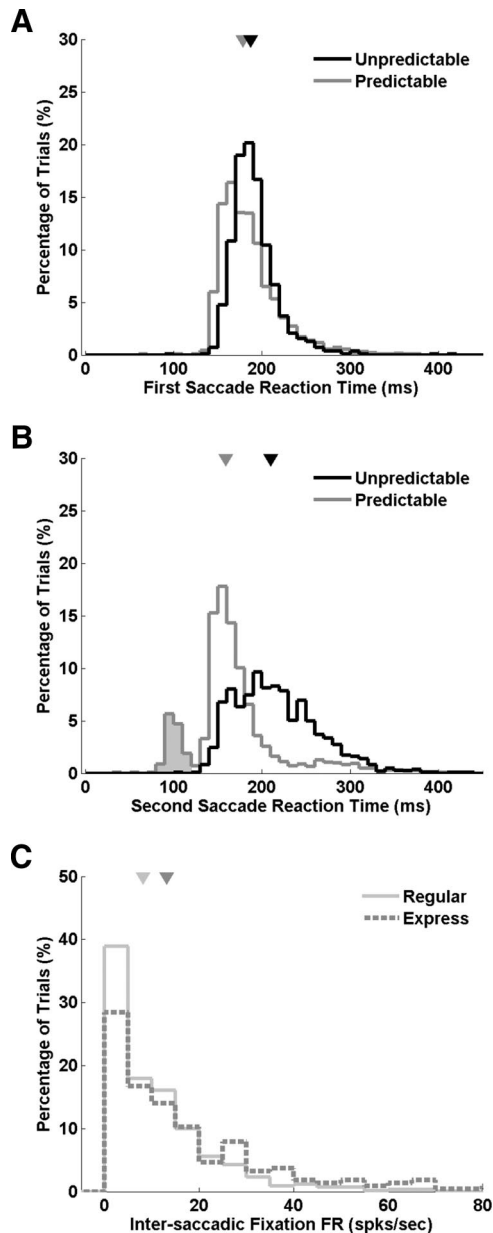 A
Percentage of Trials (%)
30
25
20
15
10
5
0
Unpredictable
Predictable
0 100 200 300 400
First Saccade Reaction Time (ms)
B
Percentage of Trials (%)
30
25
20
15
10
5
0
Unpredictable
Predictable
0 100 200 300 400
Second Saccade Reaction Time (ms)
C
Percentage of Trials (%)
50
40
30
20
10
0
Regular
Express
0 20 40 60 80
Inter-saccadic Fixation FR (spks/sec)